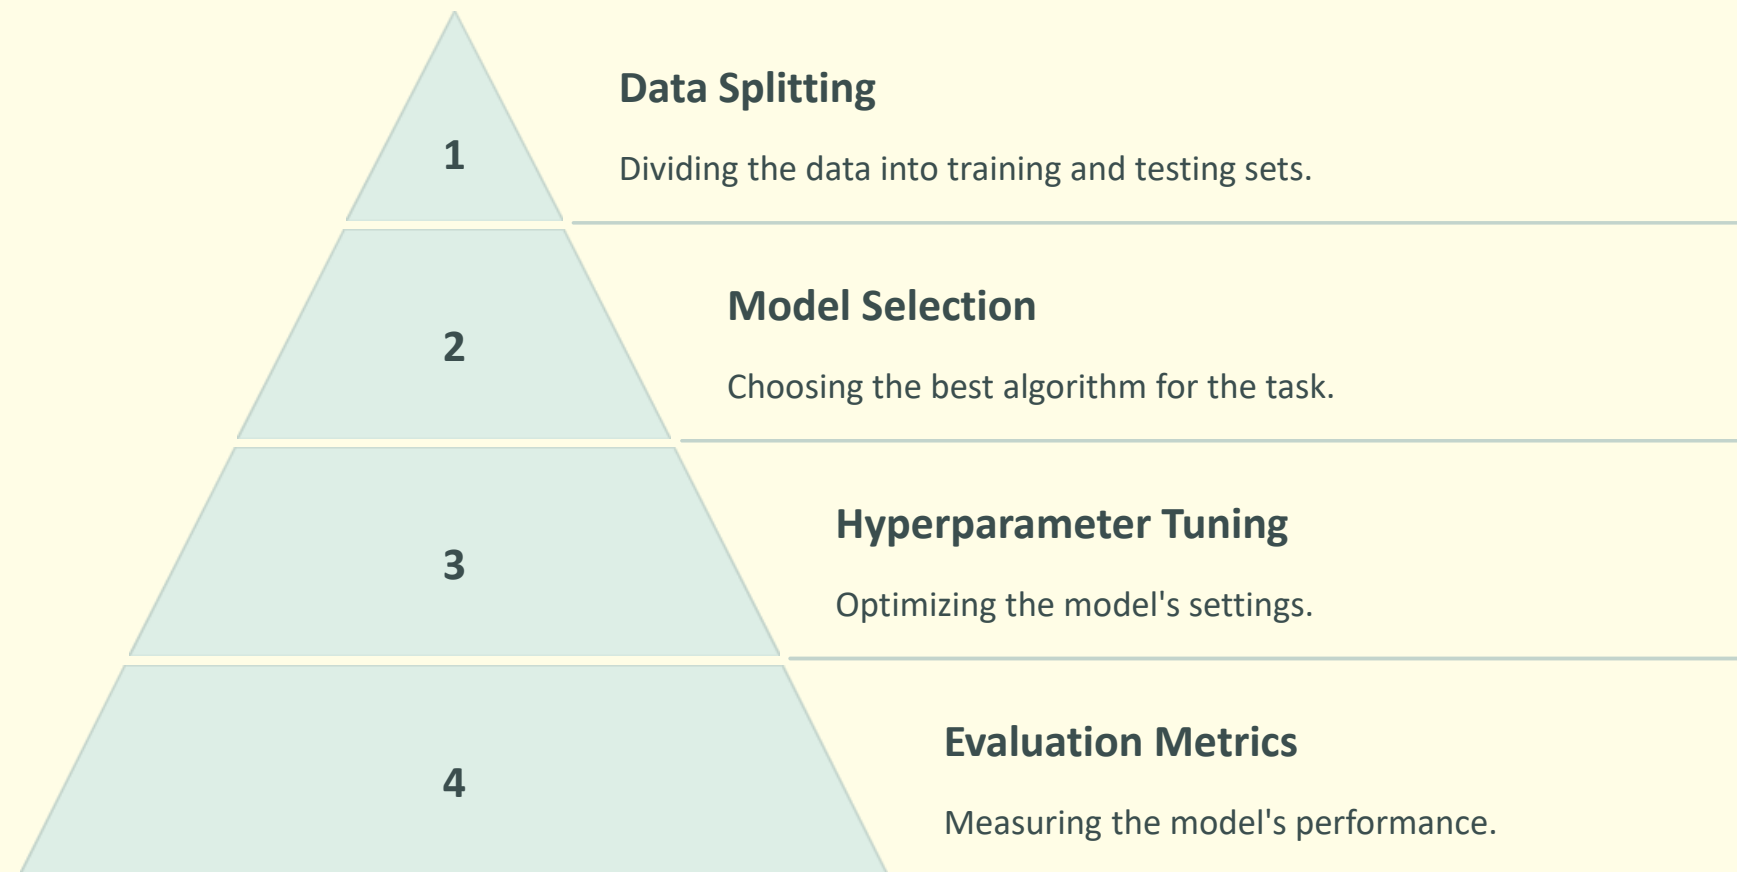 1
Data Splitting
Dividing the data into training and testing sets.
2
Model Selection
Choosing the best algorithm for the task.
3
Hyperparameter Tuning
Optimizing the model's settings.
4
Evaluation Metrics
Measuring the model's performance.